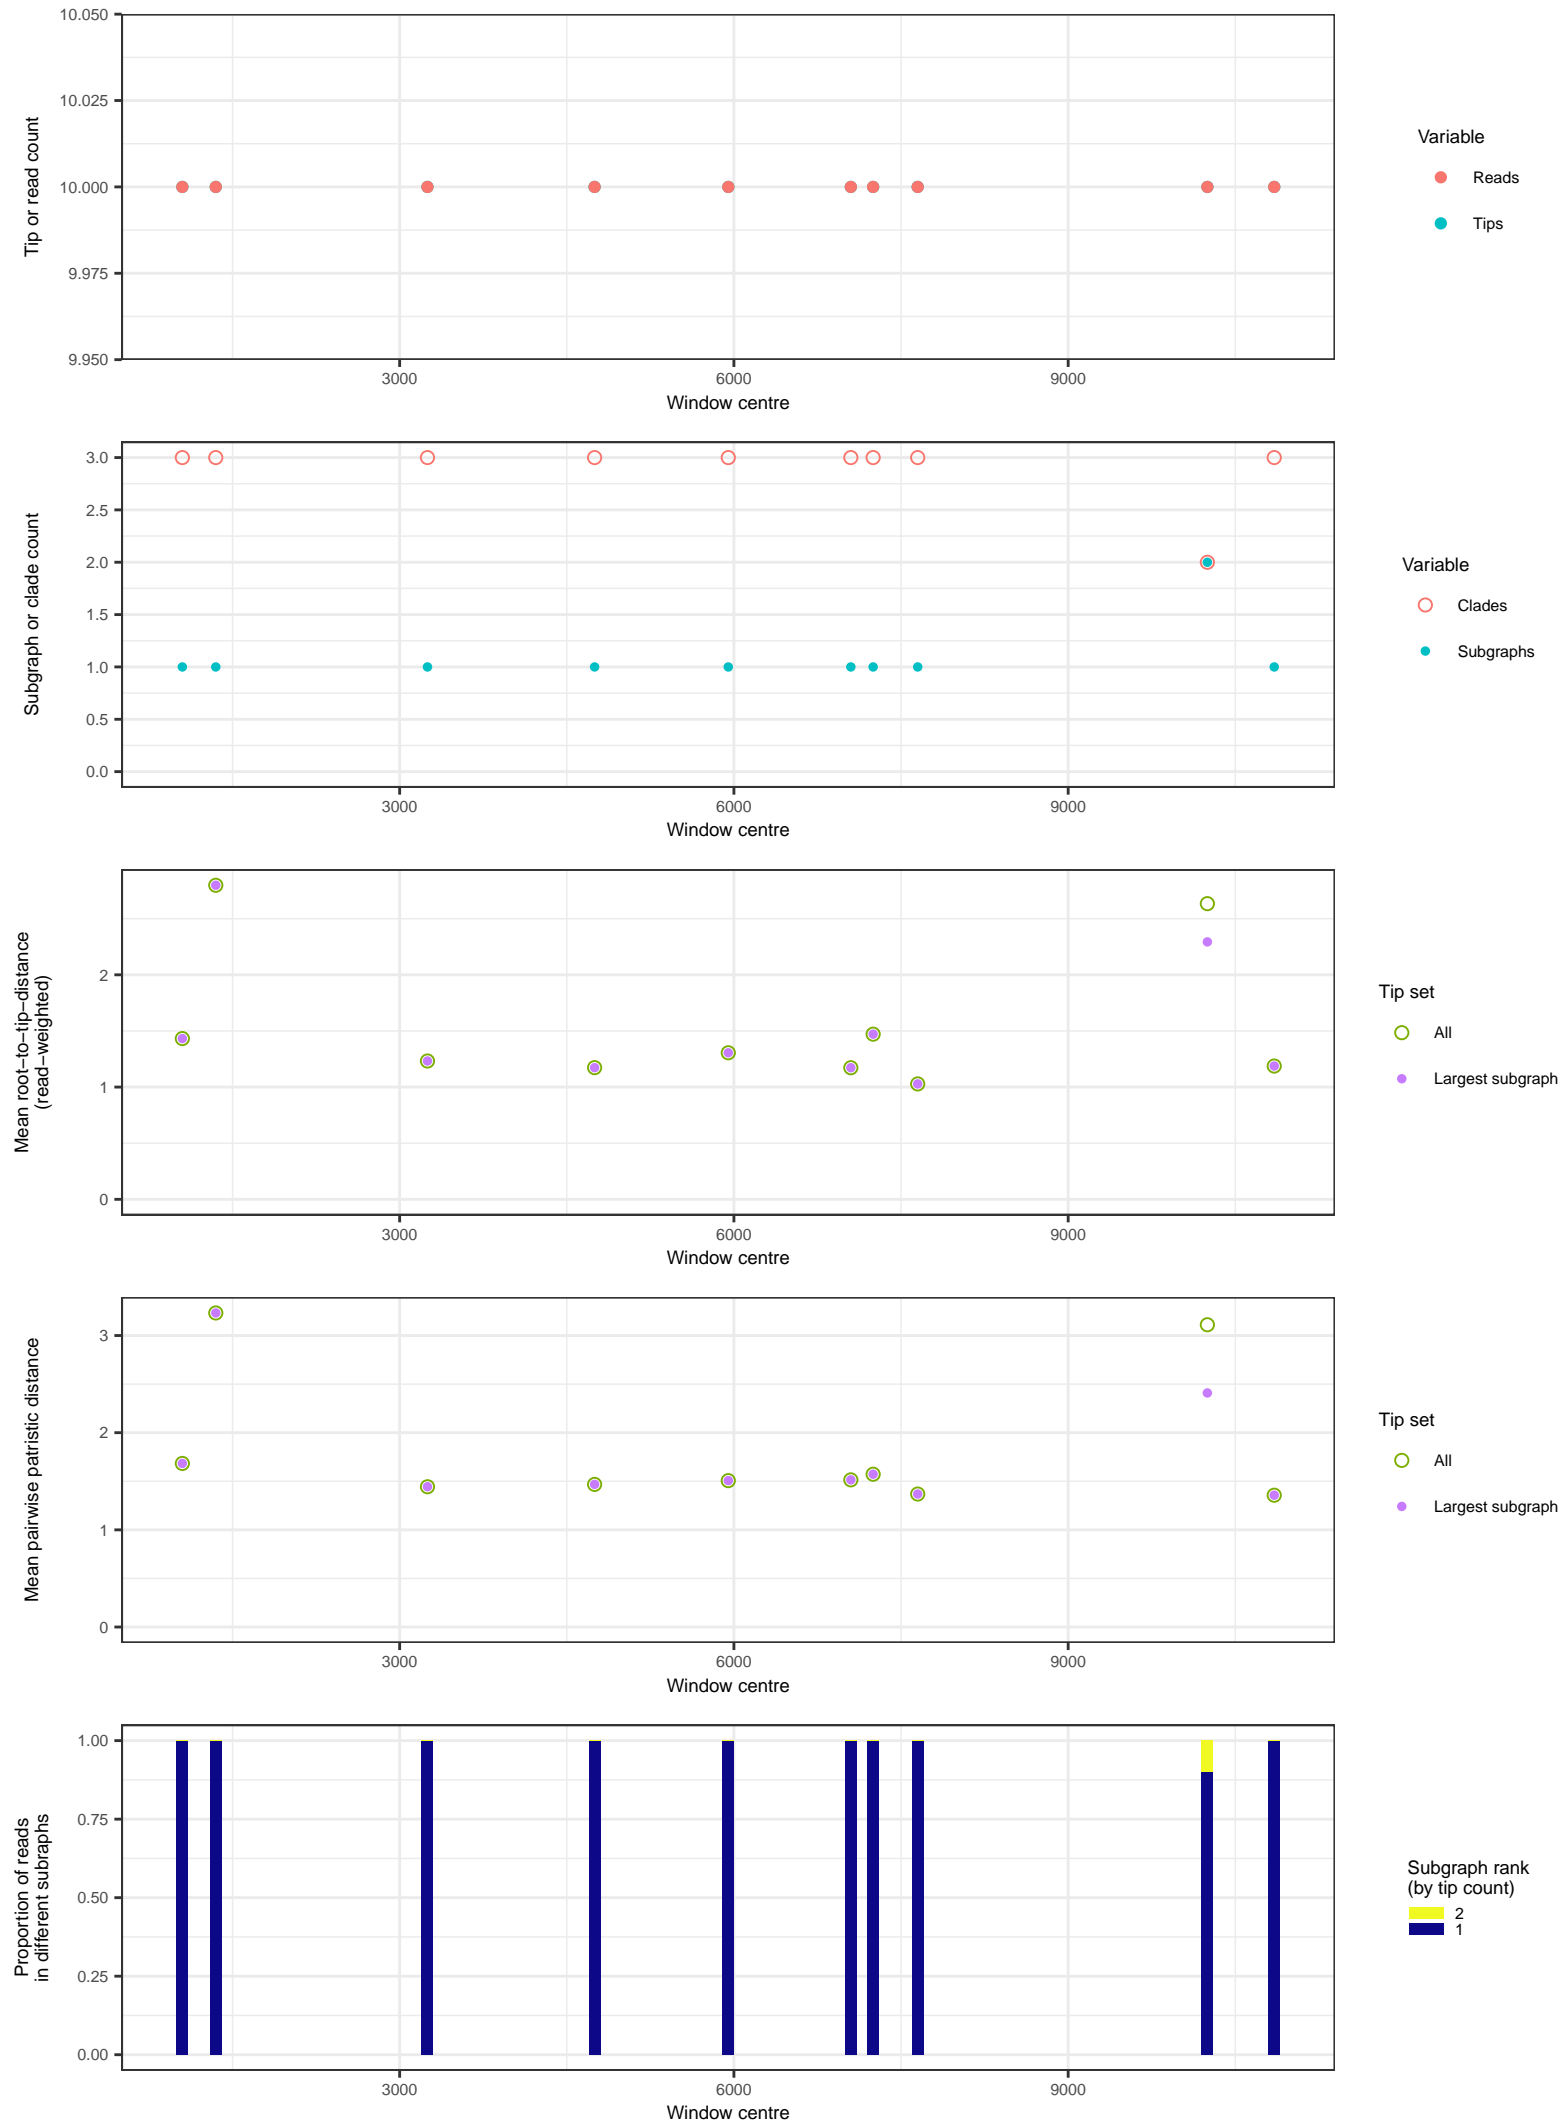 10.050
10.025
10.000
9.975
9.950
Tip or read count
3000
6000
9000
Window centre
Variable
Reads
Tips
3.0
2.5
2.0
1.5
1.0
0.5
0.0
Subgraph or clade count
3000
6000
9000
Window centre
Variable
Clades
Subgraphs
2
1
0
Mean root−to−tip−distance
(read−weighted)
3000
6000
9000
Window centre
Tip set
All
Largest subgraph
3
2
1
0
Mean pairwise patristic distance
3000
6000
9000
Window centre
Tip set
All
Largest subgraph
1.00
0.75
0.50
0.25
0.00
Proportion of reads
in different subraphs
3000
6000
9000
Window centre
Subgraph rank
(by tip count)
2
1